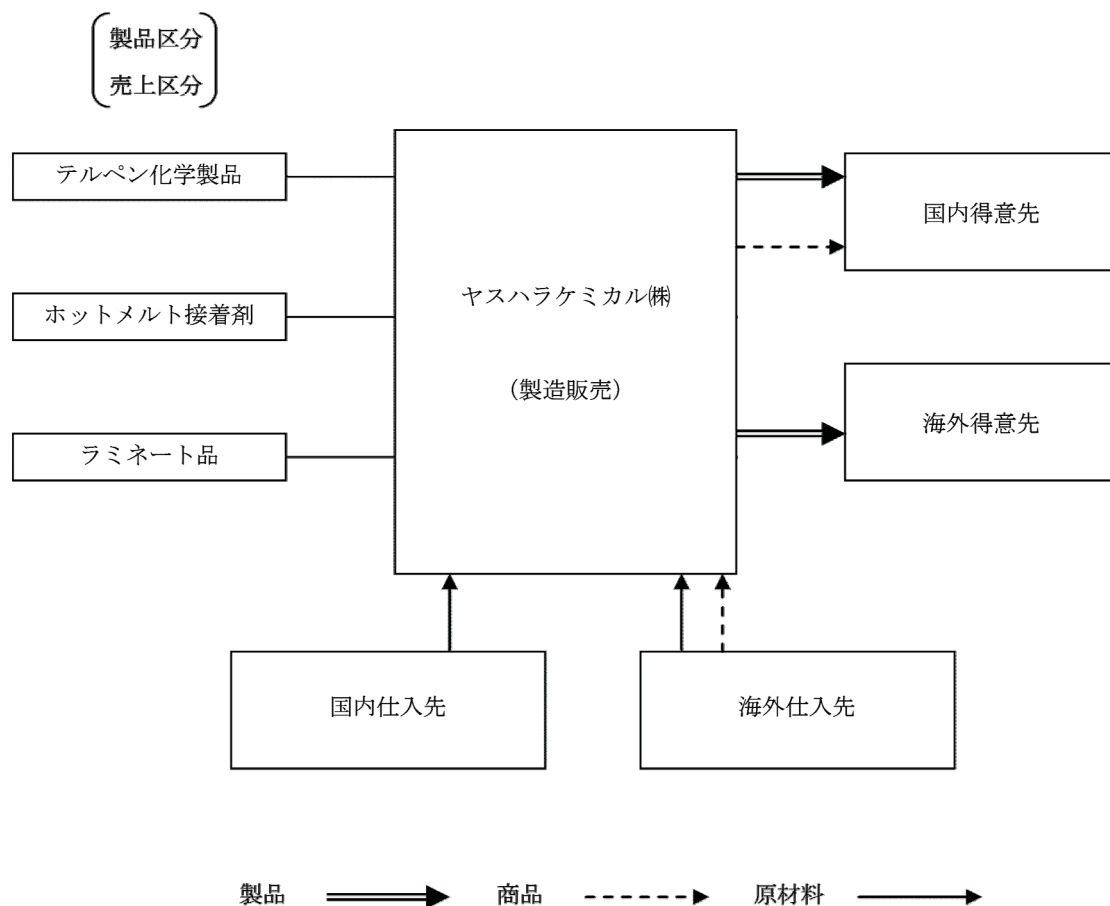 製品区分
売上区分
テルペン化学製品
ホットメルト接着剤
ラミネート品
ヤスハラケミカル㈱
(製造販売)
国内得意先
海外得意先
国内仕入先
海外仕入先
製品
商品
原材料